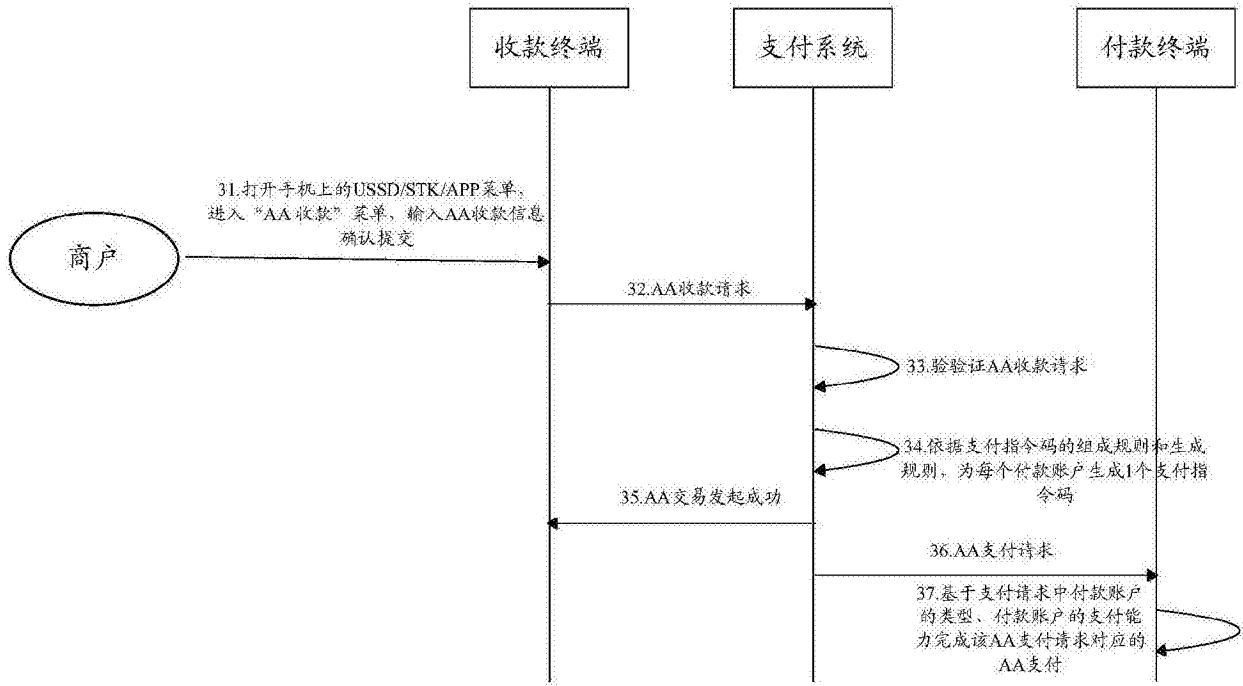 收款终端
支付系统
付款终端
31.打开手机上的USSD/STK/APP菜单,
进入“AA 收款”菜单、输入AA收款信息
确认提交
商户
32.AA收款请求
33.验验证AA收款请求
34.依据支付指令码的组成规则和生成
规则、为每个付款账户生成1个支付指
令码
35.AA交易发起成功
36.AA支付请求
37.基于支付请求中付款账户
的类型、付款账户的支付能
力完成该AA支付请求对应的
AA支付